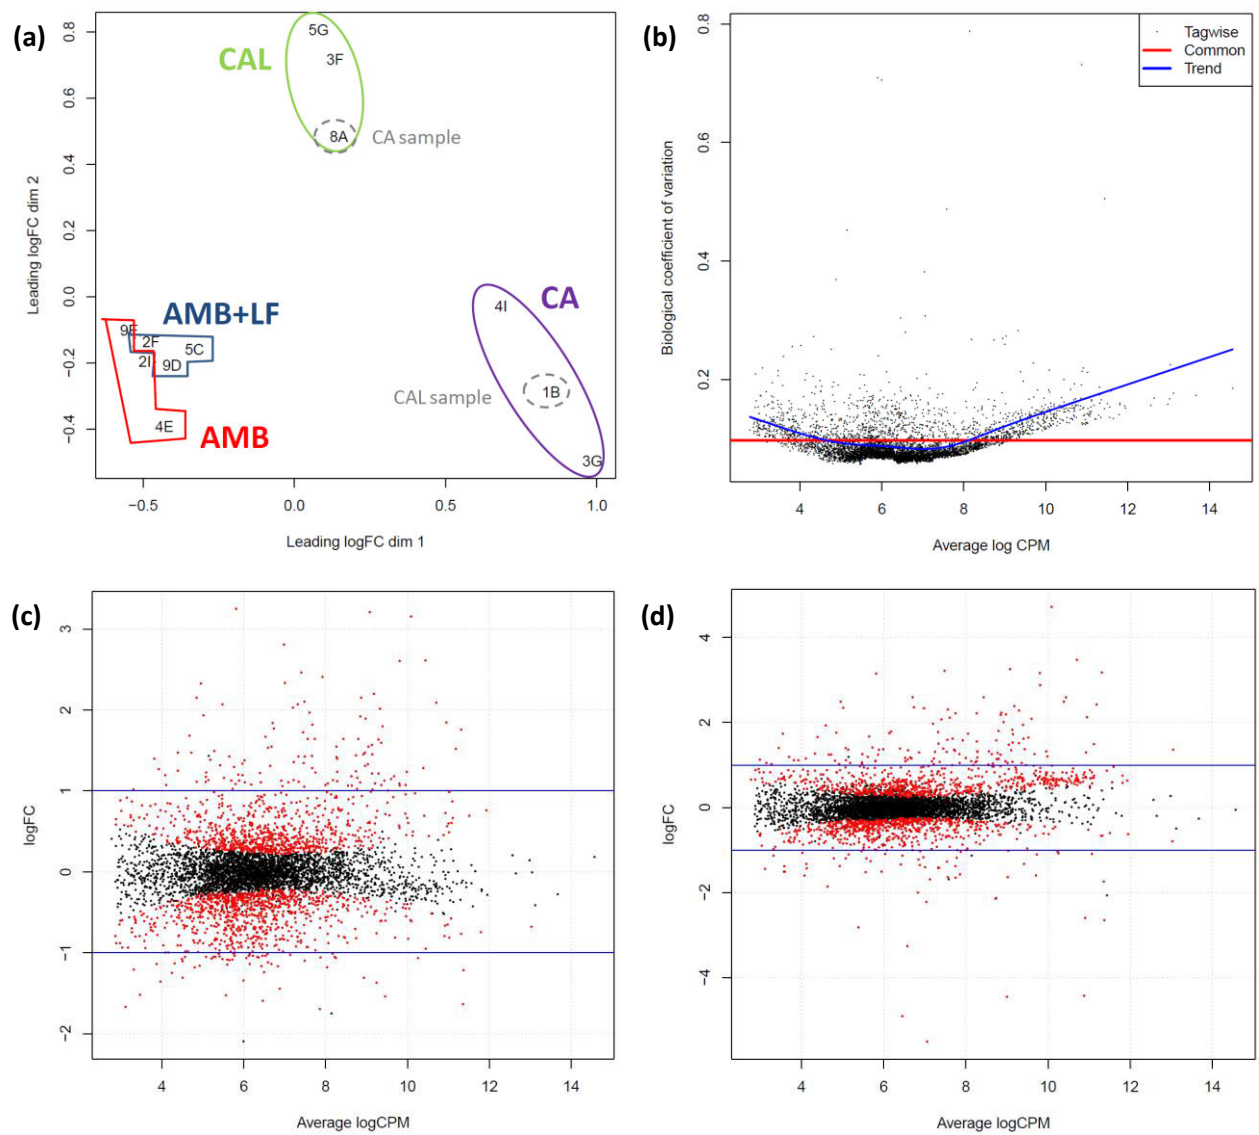 (a)
0.8
0.6
0.4
0.2
0.0
−0.2
−0.4
Leading logFC dim 2
CAL
5G
3F
8A
CA sample
AMB+LF
9F
2F
5C
2I
9D
4E
AMB
CA
4I
CAL sample
1B
3G
−0.5
0.0
0.5
1.0
Leading logFC dim 1
(b)
0.8
0.6
0.4
0.2
Biological coefficient of variation
Tagwise
Common
Trend
4
6
8
10
12
14
Average log CPM
(c)
3
2
1
0
−1
−2
logFC
4
6
8
10
12
14
Average logCPM
(d)
4
2
0
−2
−4
logFC
4
6
8
10
12
14
Average logCPM